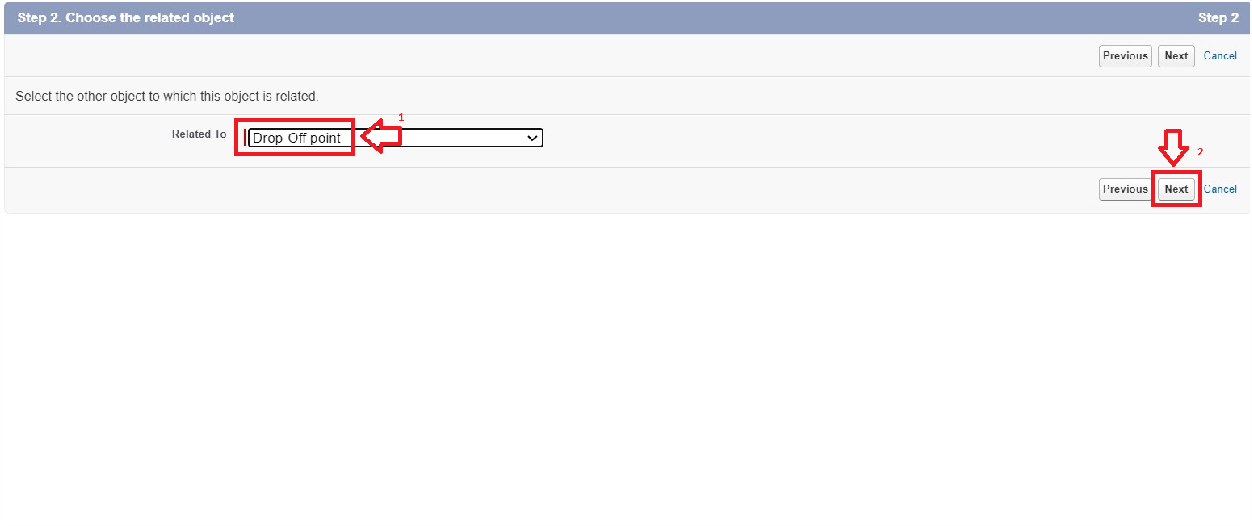 Step 2. Choose the related object Step 2
Previous Next Cancel
Select the other object to which this object is related.
1
Related To Drop-Off point
2
Previous Next Cancel